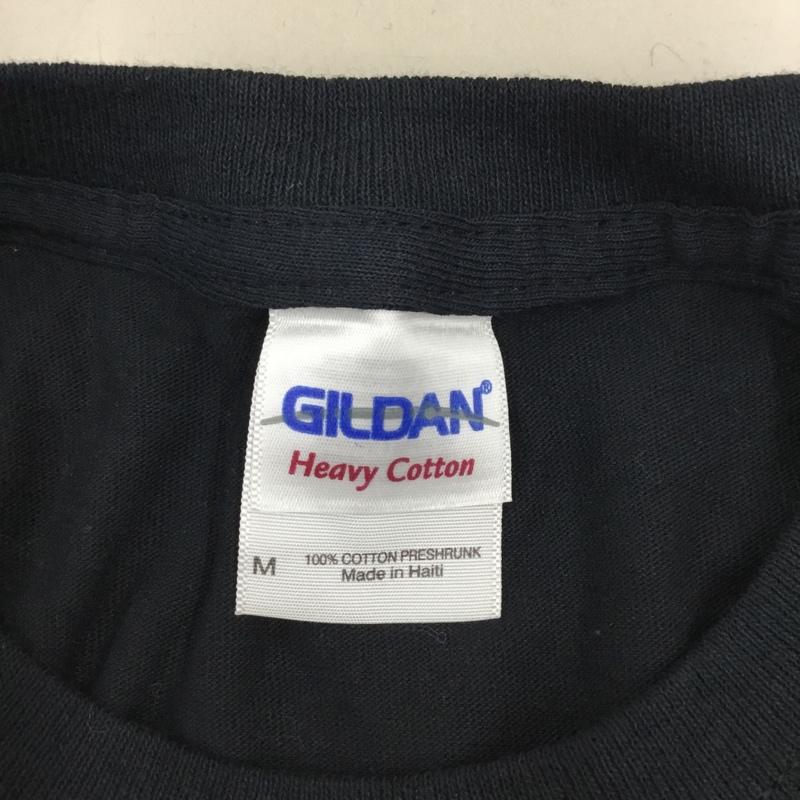 GILDAN®
Heavy Cotton
M 100% COTTON PRESHRUNK
Made in Haiti